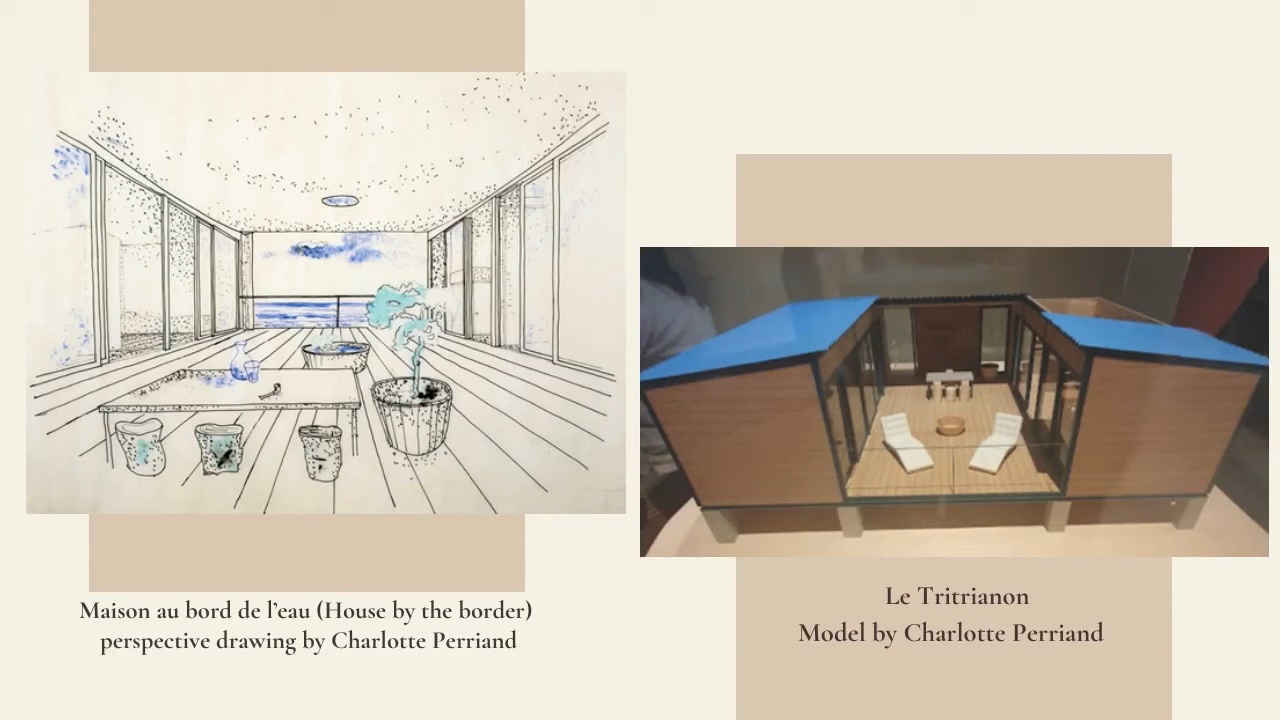 Maison au bord de l'eau (House by the border)
perspective drawing by Charlotte Perriand
Le Tritrianon
Model by Charlotte Perriand